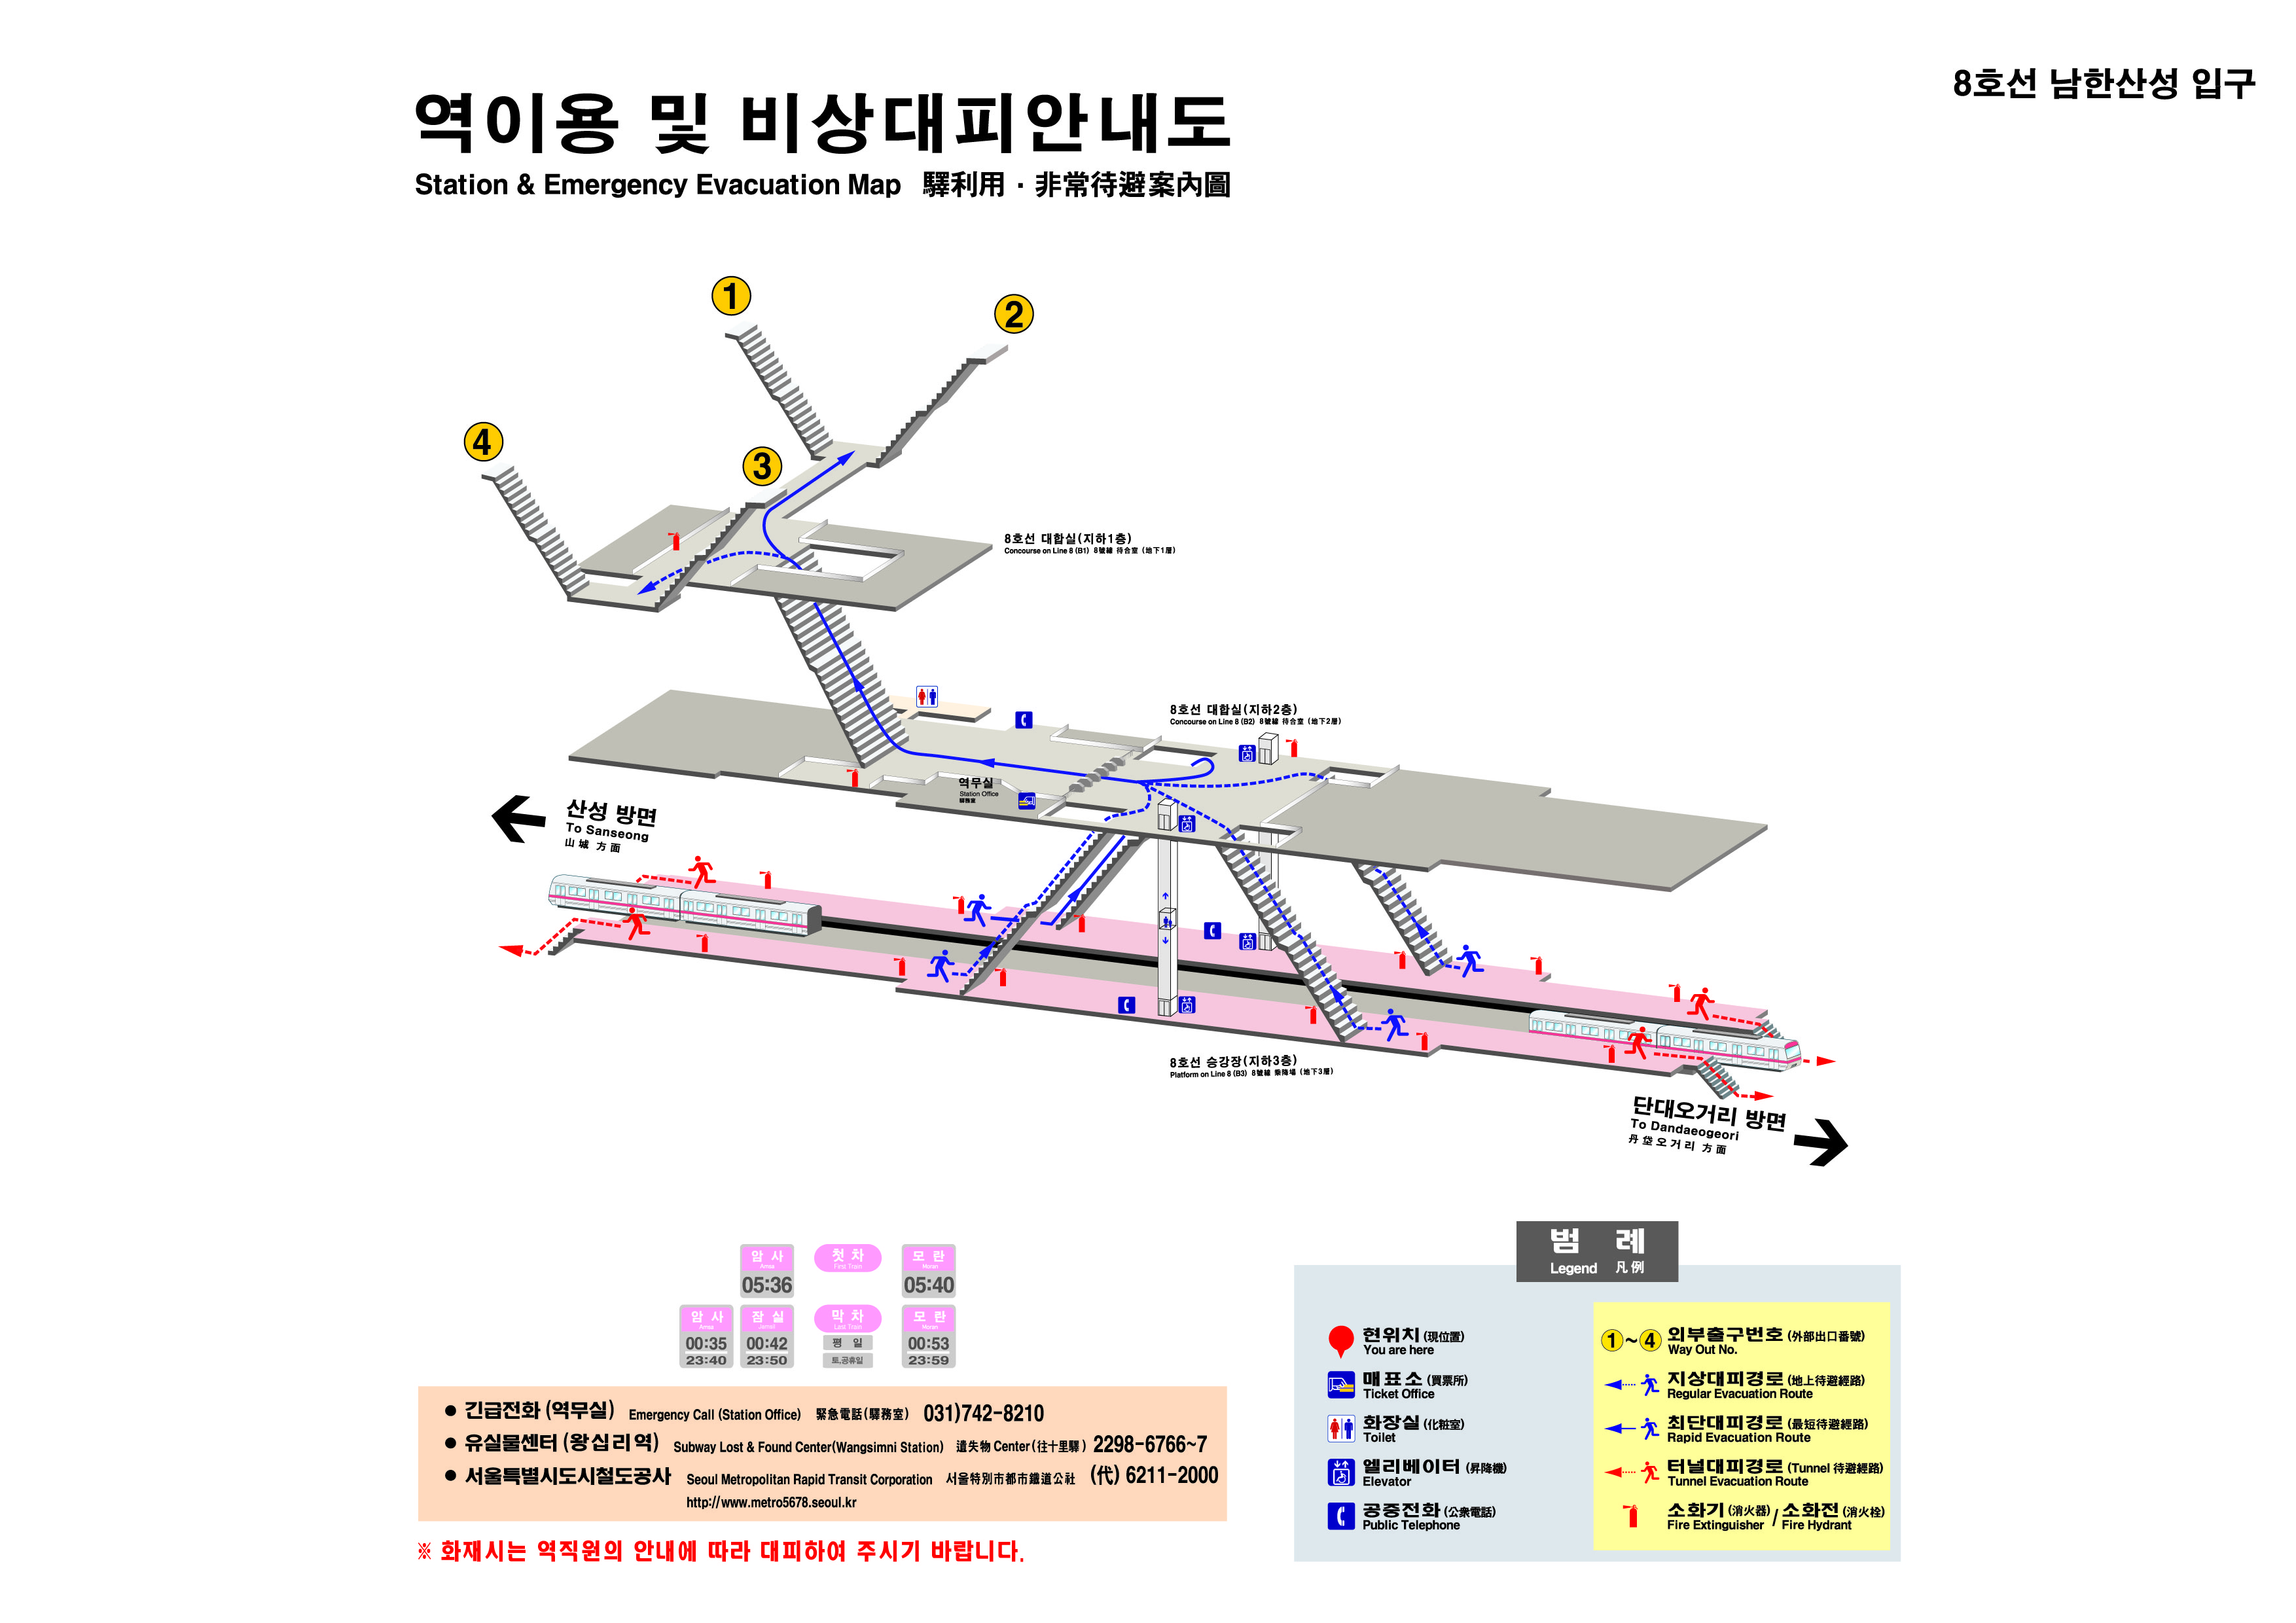 8호선 남한산성 입구
역이용 및 비상대피안내도
Station & Emergency Evacuation Map 驛利用 · 非常待避案內圖
1
2
4
3
8호선 대합실(지하1층)
Concourse on Line 8 (B1) 8號線 待合室 (地下1層)
8호선 대합실(지하2층)
Concourse on Line 8 (B2) 8號線 待合室 (地下2層)
역무실
Station Office
驛務室
산성 방면
To Sanseong
山城 方面
8호선 승강장(지하3층)
Platform on Line 8 (B3) 8號線 乘降場 (地下3層)
단대오거리 방면
To Dandaeogeori
丹垈오거리 方面
암사 첫차 모란
Amsa First Train Moran
05:36 05:40
암사 잠실 막차 모란
Amsa Jamsil Last Train Moran
00:35 00:42 평일 00:53
23:40 23:50 토,공휴일 23:59
● 긴급전화 (역무실) Emergency Call (Station Office) 緊急電話(驛務室) 031)742-8210
● 유실물센터 (왕십리역) Subway Lost & Found Center(Wangsimni Station) 遺失物 Center(往十里驛) 2298-6766~7
● 서울특별시도시철도공사 Seoul Metropolitan Rapid Transit Corporation 서울特別市都市鐵道公社 (代) 6211-2000
http://www.metro5678.seoul.kr
※ 화재시는 역직원의 안내에 따라 대피하여 주시기 바랍니다.
범 례
Legend 凡例
현위치 (現位置)
You are here
매표소 (買票所)
Ticket Office
화장실 (化粧室)
Toilet
엘리베이터 (昇降機)
Elevator
공중전화 (公衆電話)
Public Telephone
1 ~ 4 외부출구번호 (外部出口番號)
Way Out No.
지상대피경로 (地上待避經路)
Regular Evacuation Route
최단대피경로 (最短待避經路)
Rapid Evacuation Route
터널대피경로 (Tunnel 待避經路)
Tunnel Evacuation Route
소화기 (消火器) / 소화전 (消火栓)
Fire Extinguisher / Fire Hydrant